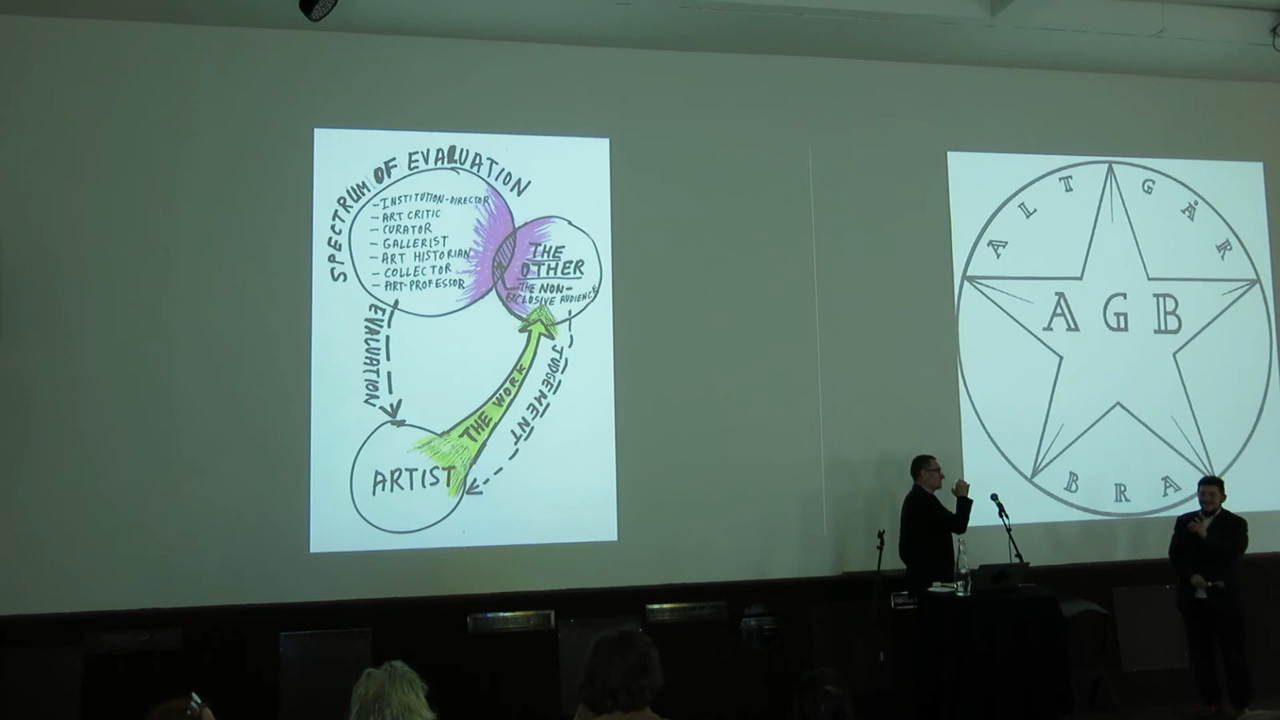 SPECTRUM OF EVALUATION
- INSTITUTION-DIRECTOR
- ART CRITIC
- CURATOR
- GALLERIST
- ART HISTORIAN
- COLLECTOR
- ART-PROFESSOR
THE
OTHER
THE NON-
EXCLUSIVE AUDIENCE
EVALUATION
THE WORK
JUDGEMENT
ARTIST
ALT GÅR
AGB
BRA